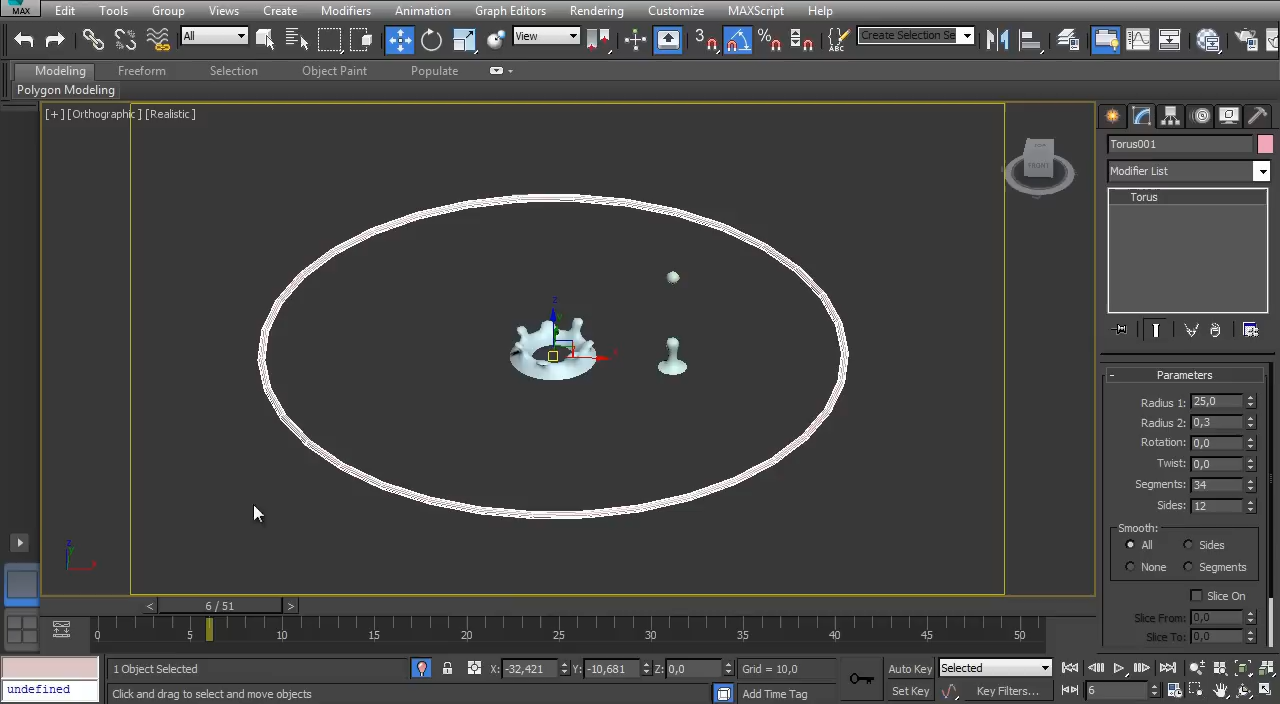 MAX Edit Tools Group Views Create Modifiers Animation Graph Editors Rendering Customize MAXScript Help
All View 3 % ABC Create Selection Se
Modeling Freeform Selection Object Paint Populate
Polygon Modeling
[+] [Orthographic] [Realistic]
TOP
FRONT
z
x
z
y
x
Torus001
Modifier List
Torus
- Parameters
Radius 1: 25,0
Radius 2: 0,3
Rotation: 0,0
Twist: 0,0
Segments: 34
Sides: 12
Smooth:
All Sides
None Segments
Slice On
Slice From: 0,0
Slice To: 0,0
< 6 / 51 >
0 5 10 15 20 25 30 35 40 45 50
1 Object Selected X: -32,421 Y: -10,681 Z: 0,0 Grid = 10,0 Auto Key Selected
undefined Click and drag to select and move objects Add Time Tag Set Key Key Filters... 6